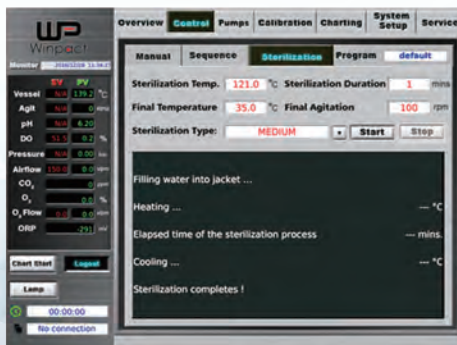 WP
Winpact
Overview Control Pumps Calibration Charting System Setup Service
Manual Sequence Sterilization Program default
Monitor
SV PV
Vessel N/A 139.2 °C
Agit N/A 0
pH N/A 6.20
DO 51.5 0.2 %
Pressure N/A 0.00
Airflow 150.0 0.0
CO₂ 0
O₂ 0.0 %
O₂ Flow 0.0 0.0
ORP -291
Chart Start Logout
Lamp
00:00:00
No connection
Sterilization Temp. 121.0 °C Sterilization Duration 1 mins
Final Temperature 35.0 °C Final Agitation 100 rpm
Sterilization Type: MEDIUM Start Stop
Filling water into jacket ...
Heating ... --- °C
Elapsed time of the sterilization process --- mins.
Cooling ... --- °C
Sterilization completes !